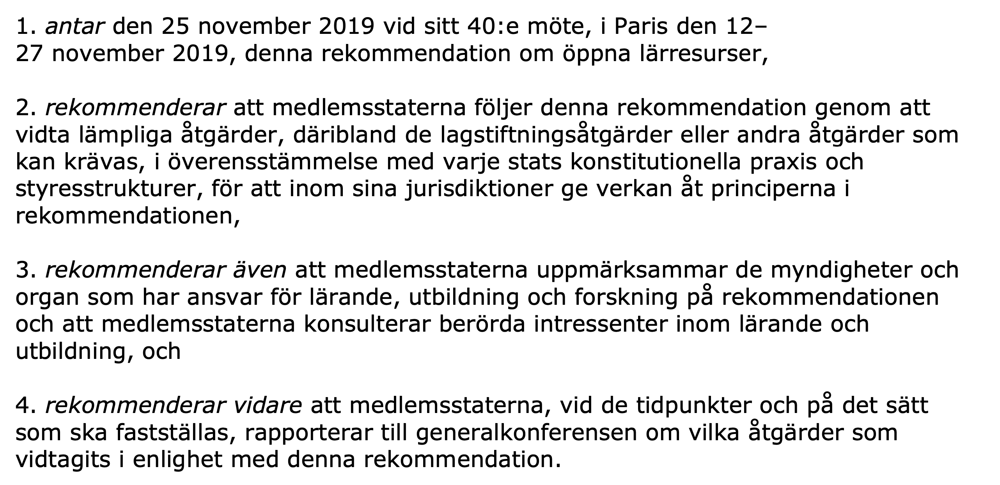 1. antar den 25 november 2019 vid sitt 40:e möte, i Paris den 12–
27 november 2019, denna rekommendation om öppna lärresurser,
2. rekommenderar att medlemsstaterna följer denna rekommendation genom att
vidta lämpliga åtgärder, däribland de lagstiftningsåtgärder eller andra åtgärder som
kan krävas, i överensstämmelse med varje stats konstitutionella praxis och
styresstrukturer, för att inom sina jurisdiktioner ge verkan åt principerna i
rekommendationen,
3. rekommenderar även att medlemsstaterna uppmärksammar de myndigheter och
organ som har ansvar för lärande, utbildning och forskning på rekommendationen
och att medlemsstaterna konsulterar berörda intressenter inom lärande och
utbildning, och
4. rekommenderar vidare att medlemsstaterna, vid de tidpunkter och på det sätt
som ska fastställas, rapporterar till generalkonferensen om vilka åtgärder som
vidtagits i enlighet med denna rekommendation.